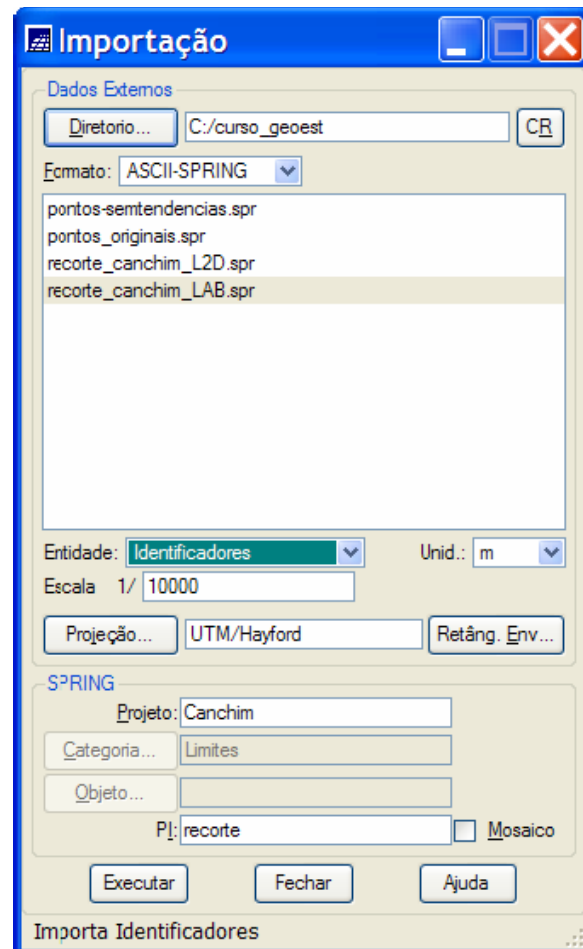 Importação
Dados Externos
Diretorio... C:/curso_geoest CR
Formato: ASCII-SPRING
pontos-semtendencias.spr
pontos_originais.spr
recorte_canchim_L2D.spr
recorte_canchim_LAB.spr
Entidade: Identificadores Unid.: m
Escala 1/ 10000
Projeção... UTM/Hayford Retâng. Env...
SPRING
Projeto: Canchim
Categoria... Limites
Objeto...
PI: recorte Mosaico
Executar Fechar Ajuda
Importa Identificadores